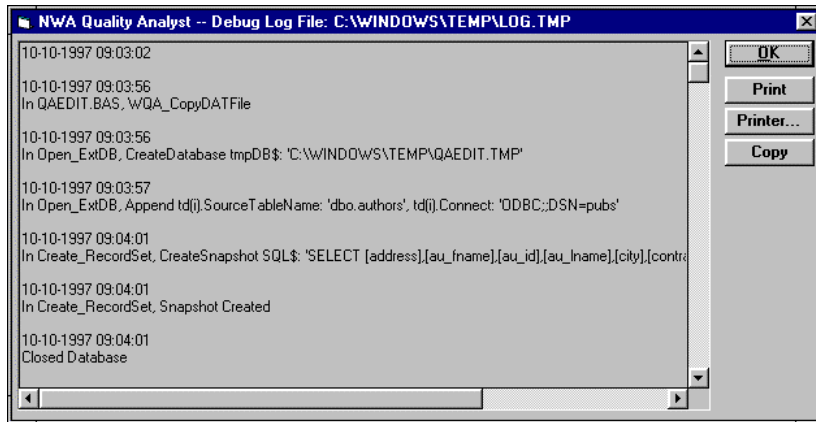 NWA Quality Analyst -- Debug Log File: C:\WINDOWS\TEMP\LOG.TMP
10-10-1997 09:03:02
10-10-1997 09:03:56
In QAEDIT.BAS, WQA_CopyDATFile
10-10-1997 09:03:56
In Open_ExtDB, CreateDatabase tmpDB$: 'C:\WINDOWS\TEMP\QAEDIT.TMP'
10-10-1997 09:03:57
In Open_ExtDB, Append td(i).SourceTableName: 'dbo.authors', td(i).Connect: 'ODBC;;DSN=pubs'
10-10-1997 09:04:01
In Create_RecordSet, CreateSnapshot SQL$: 'SELECT [address],[au_fname],[au_id],[au_lname],[city],[contra
10-10-1997 09:04:01
In Create_RecordSet, Snapshot Created
10-10-1997 09:04:01
Closed Database
OK
Print
Printer...
Copy